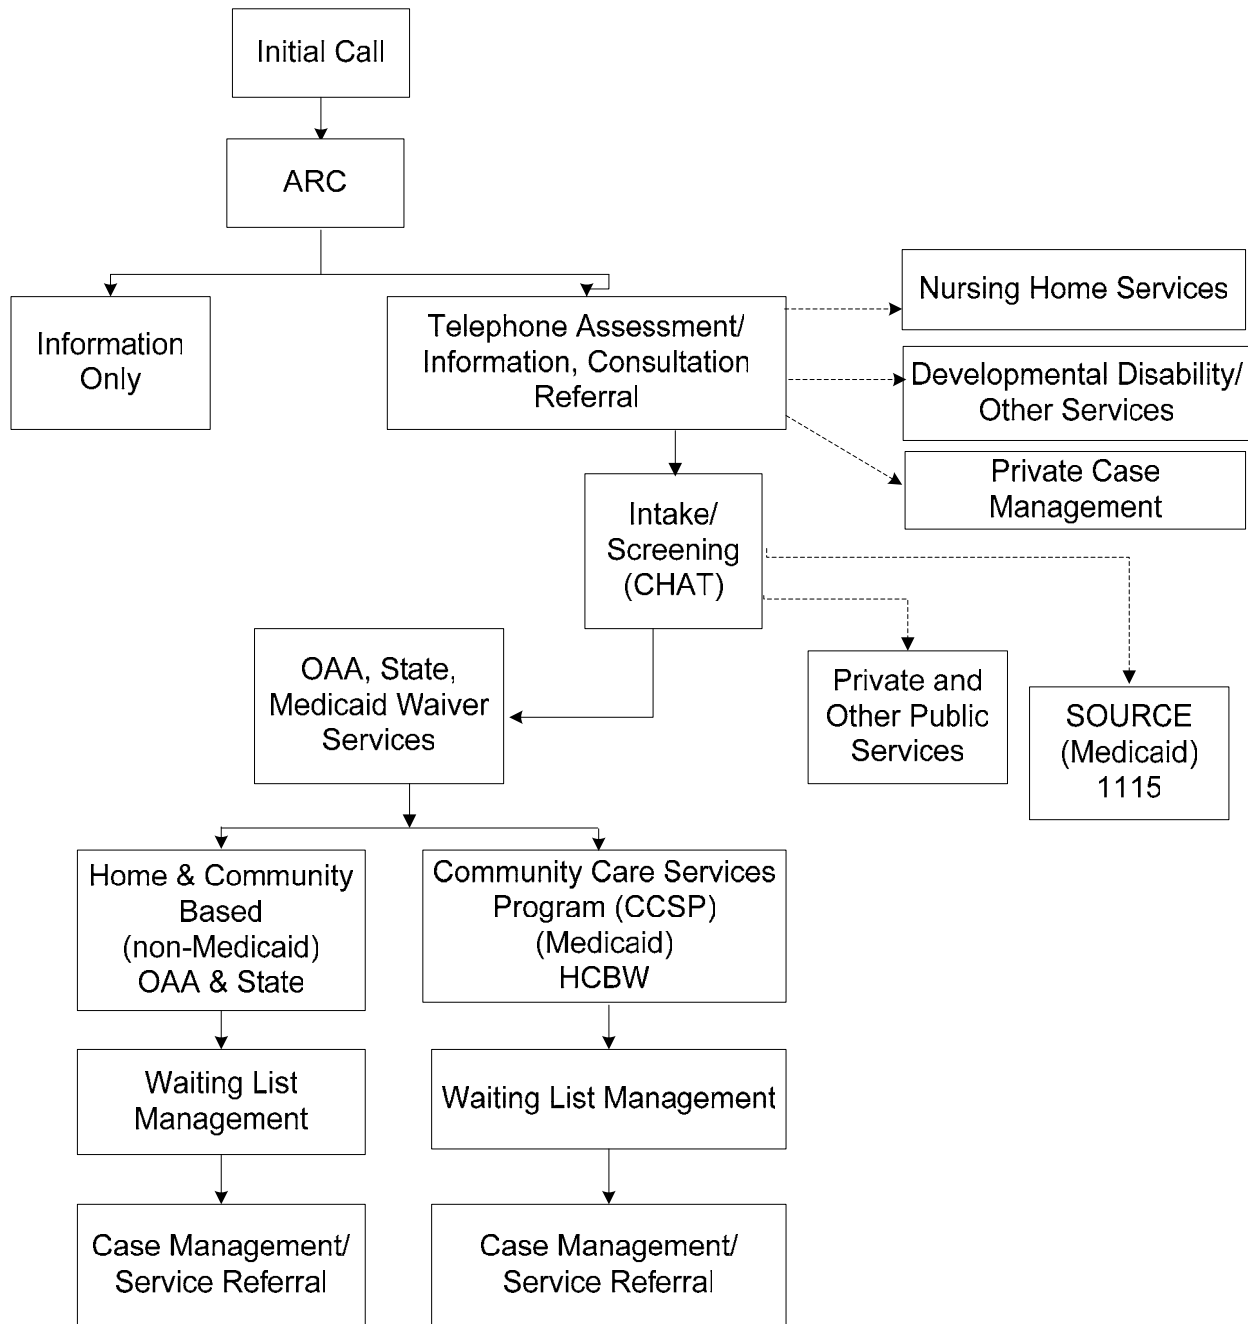 Initial Call
ARC
Information
Only
Telephone Assessment/
Information, Consultation
Referral
Nursing Home Services
Developmental Disability/
Other Services
Private Case
Management
Intake/
Screening
(CHAT)
OAA, State,
Medicaid Waiver
Services
Private and
Other Public
Services
SOURCE
(Medicaid)
1115
Home & Community
Based
(non-Medicaid)
OAA & State
Community Care Services
Program (CCSP)
(Medicaid)
HCBW
Waiting List
Management
Waiting List Management
Case Management/
Service Referral
Case Management/
Service Referral